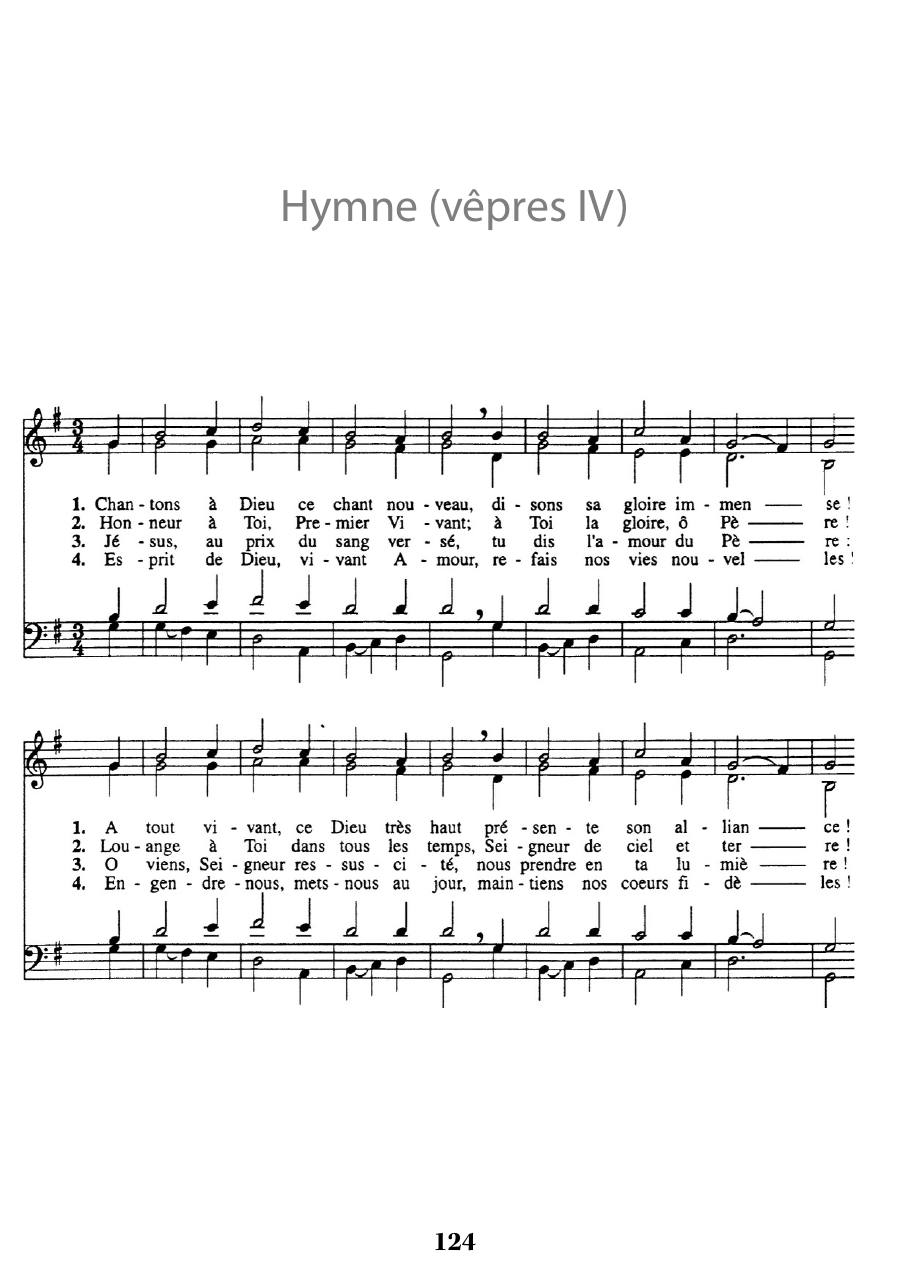 Hymne (vêpres IV)
1. Chan - tons à Dieu ce chant nou - veau, di - sons sa gloire im - men — se !
2. Hon - neur à Toi, Pre - mier Vi - vant; à Toi la gloire, ô Pè — re !
3. Jé - sus, au prix du sang ver - sé, tu dis l'a - mour du Pè — re :
4. Es - prit de Dieu, vi - vant A - mour, re - fais nos vies nou - vel — les !
1. A tout vi - vant, ce Dieu très haut pré - sen - te son al - lian — ce !
2. Lou - ange à Toi dans tous les temps, Sei - gneur de ciel et ter — re !
3. O viens, Sei - gneur res - sus - ci - té, nous prendre en ta lu - miè — re !
4. En - gen - dre - nous, mets - nous au jour, main - tiens nos coeurs fi - dè — les !
124